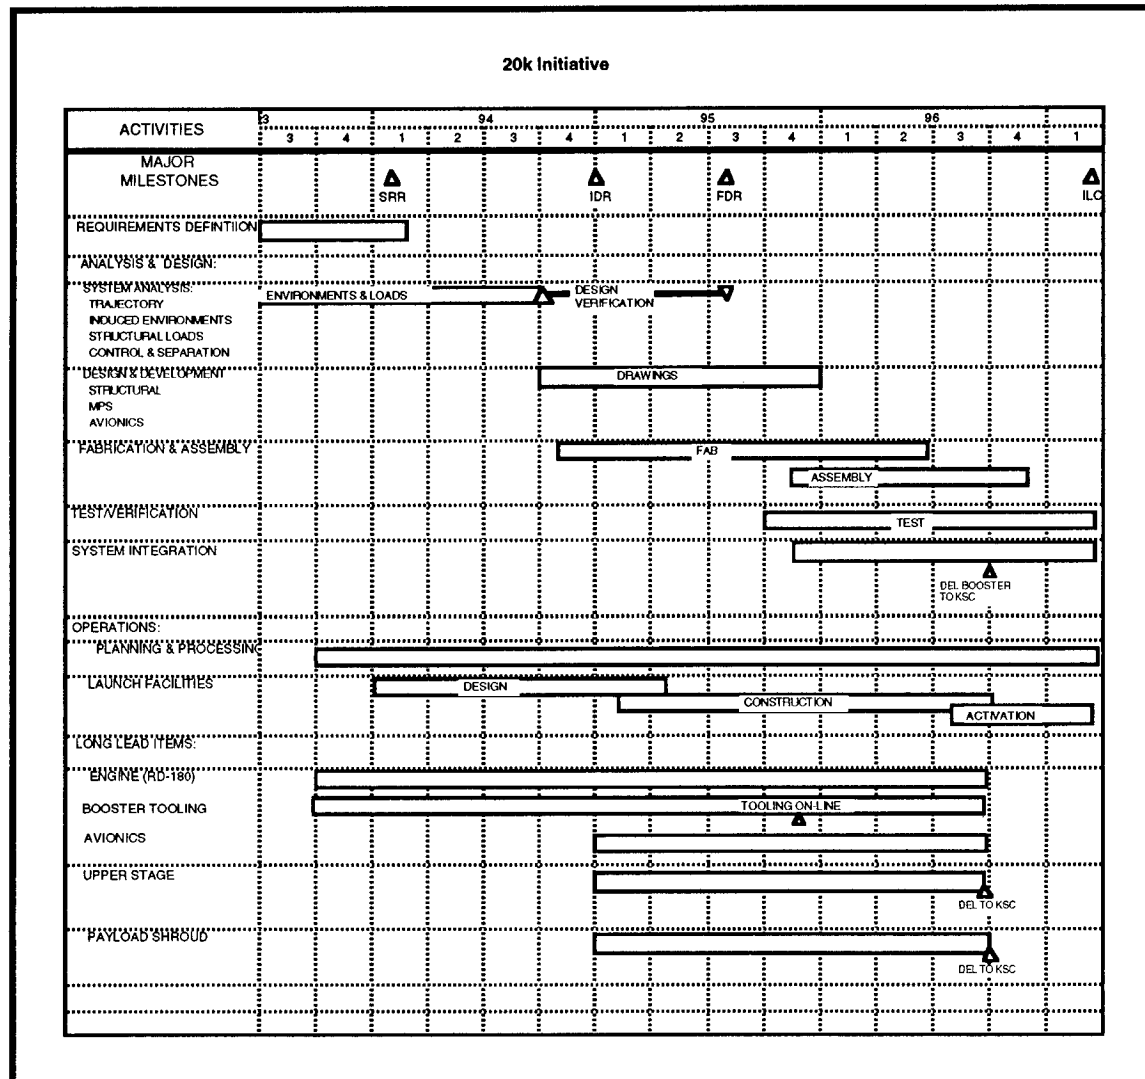 20k Initiative
ACTIVITIES
3 94 95 96
3 4 1 2 3 4 1 2 3 4 1 2 3 4 1
MAJOR
MILESTONES
SRR IDR FDR ILC
REQUIREMENTS DEFINTIION
ANALYSIS & DESIGN:
SYSTEM ANALYSIS:
ENVIRONMENTS & LOADS
DESIGN
VERIFICATION
TRAJECTORY
INDUCED ENVIRONMENTS
STRUCTURAL LOADS
CONTROL & SEPARATION
DESIGN & DEVELOPMENT
DRAWINGS
STRUCTURAL
MPS
AVIONICS
FABRICATION & ASSEMBLY
FAB
ASSEMBLY
TEST/VERIFICATION
TEST
SYSTEM INTEGRATION
DEL BOOSTER
TO KSC
OPERATIONS:
PLANNING & PROCESSING
LAUNCH FACILITIES
DESIGN
CONSTRUCTION
ACTIVATION
LONG LEAD ITEMS:
ENGINE (RD-180)
BOOSTER TOOLING
TOOLING ON-LINE
AVIONICS
UPPER STAGE
DEL TO KSC
PAYLOAD SHROUD
DEL TO KSC